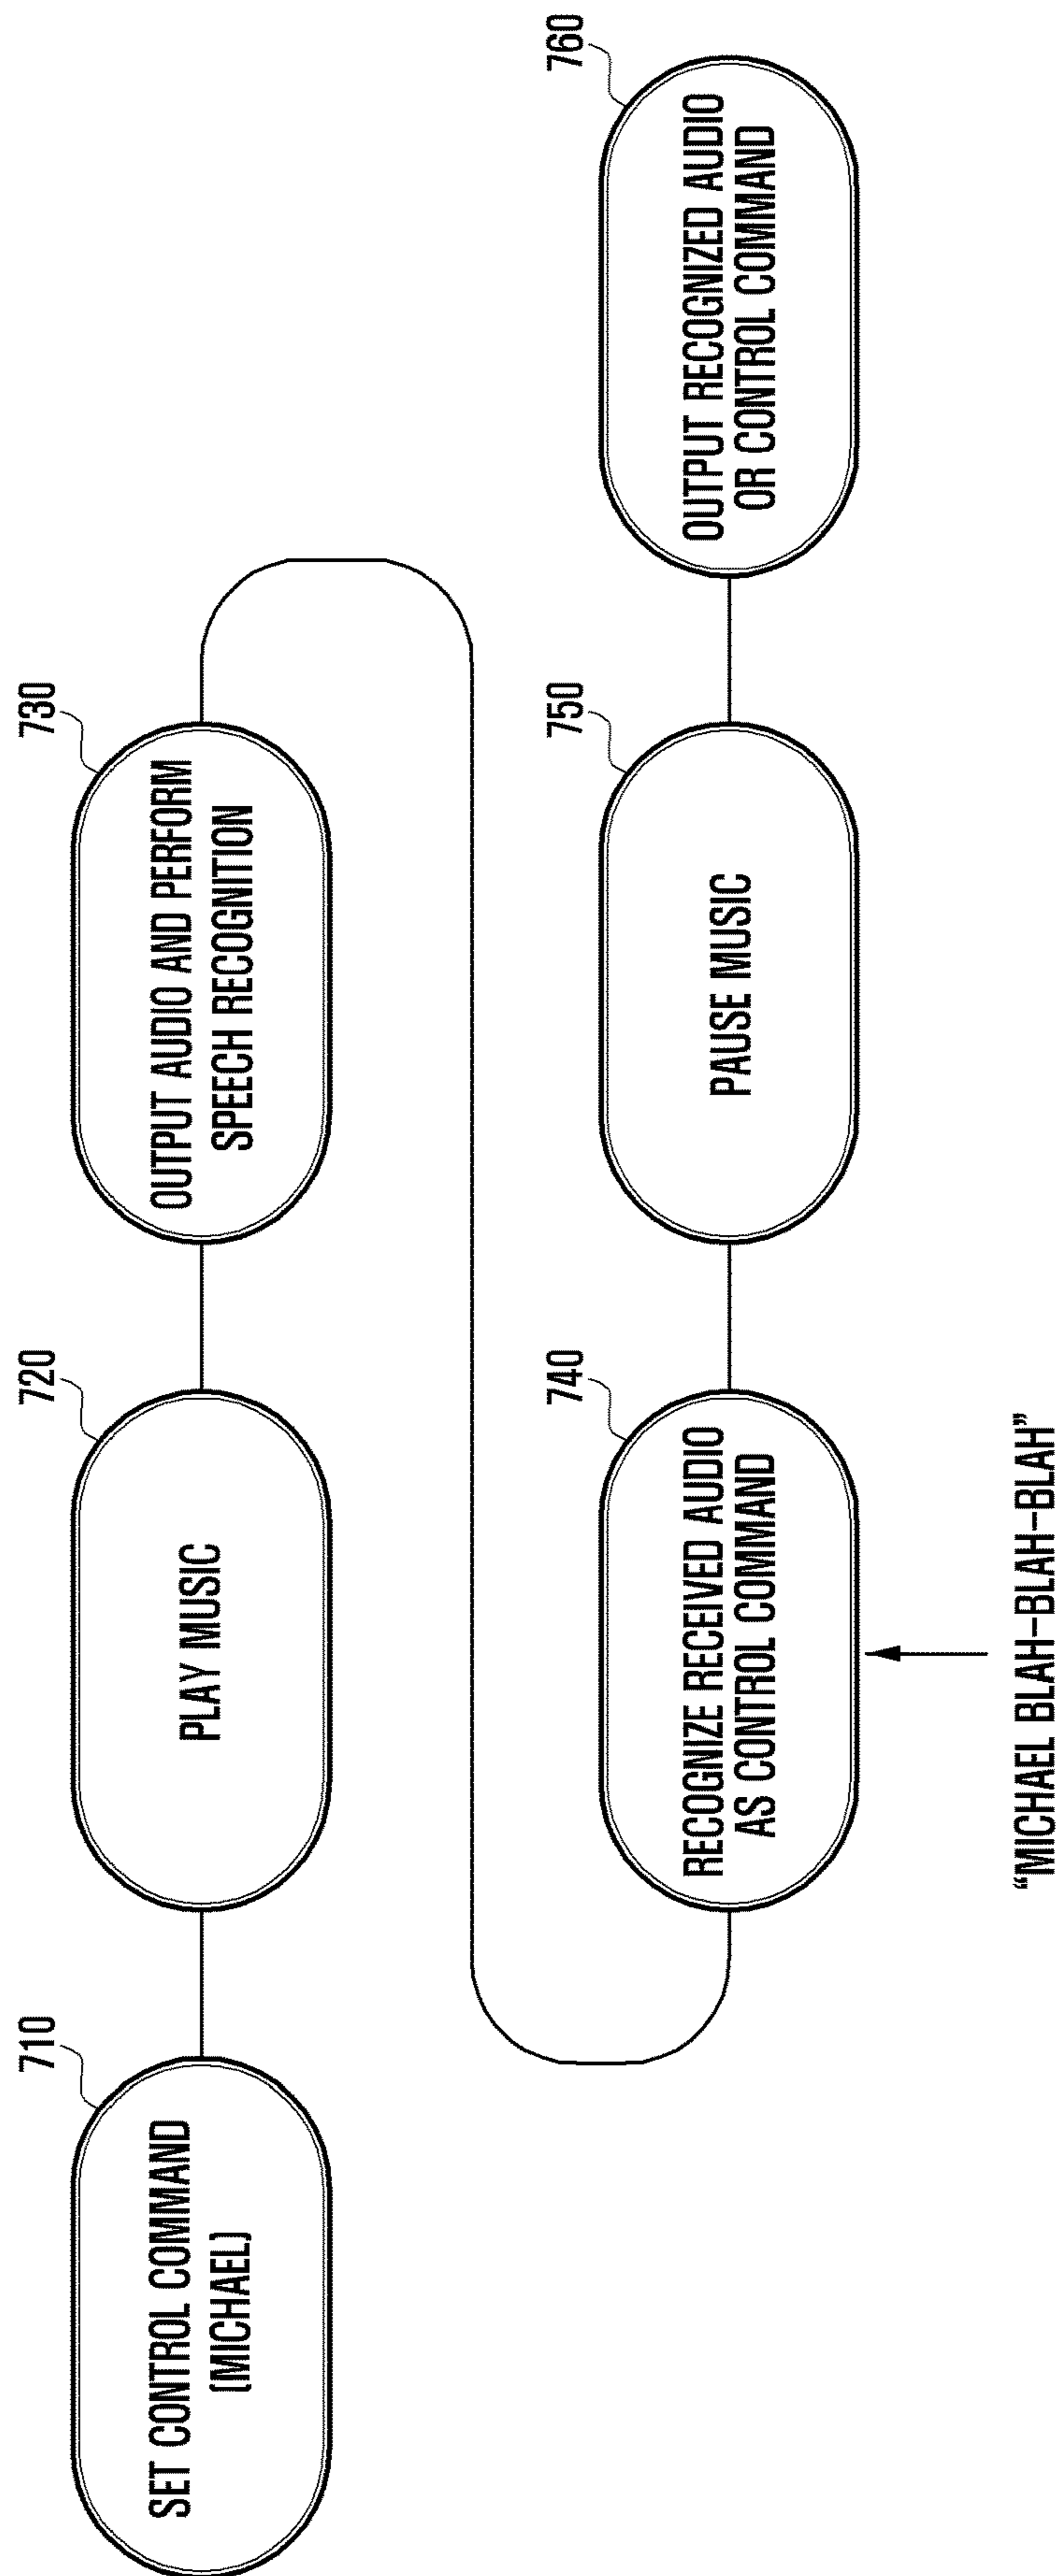 710
SET CONTROL COMMAND
(MICHAEL)
720
PLAY MUSIC
730
OUTPUT AUDIO AND PERFORM
SPEECH RECOGNITION
740
RECOGNIZE RECEIVED AUDIO
AS CONTROL COMMAND
“MICHAEL BLAH-BLAH-BLAH”
750
PAUSE MUSIC
760
OUTPUT RECOGNIZED AUDIO
OR CONTROL COMMAND